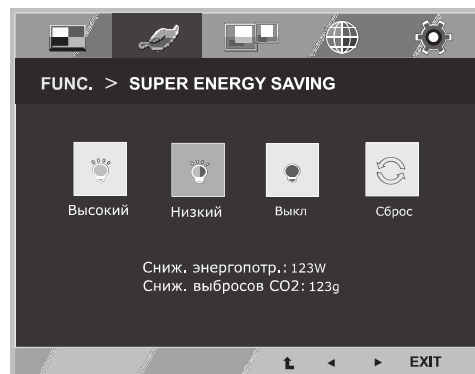 FUNC. > SUPER ENERGY SAVING
Высокий Низкий Выкл Сброс
Сниж. энергопотр.: 123W
Сниж. выбросов CO2: 123g
EXIT